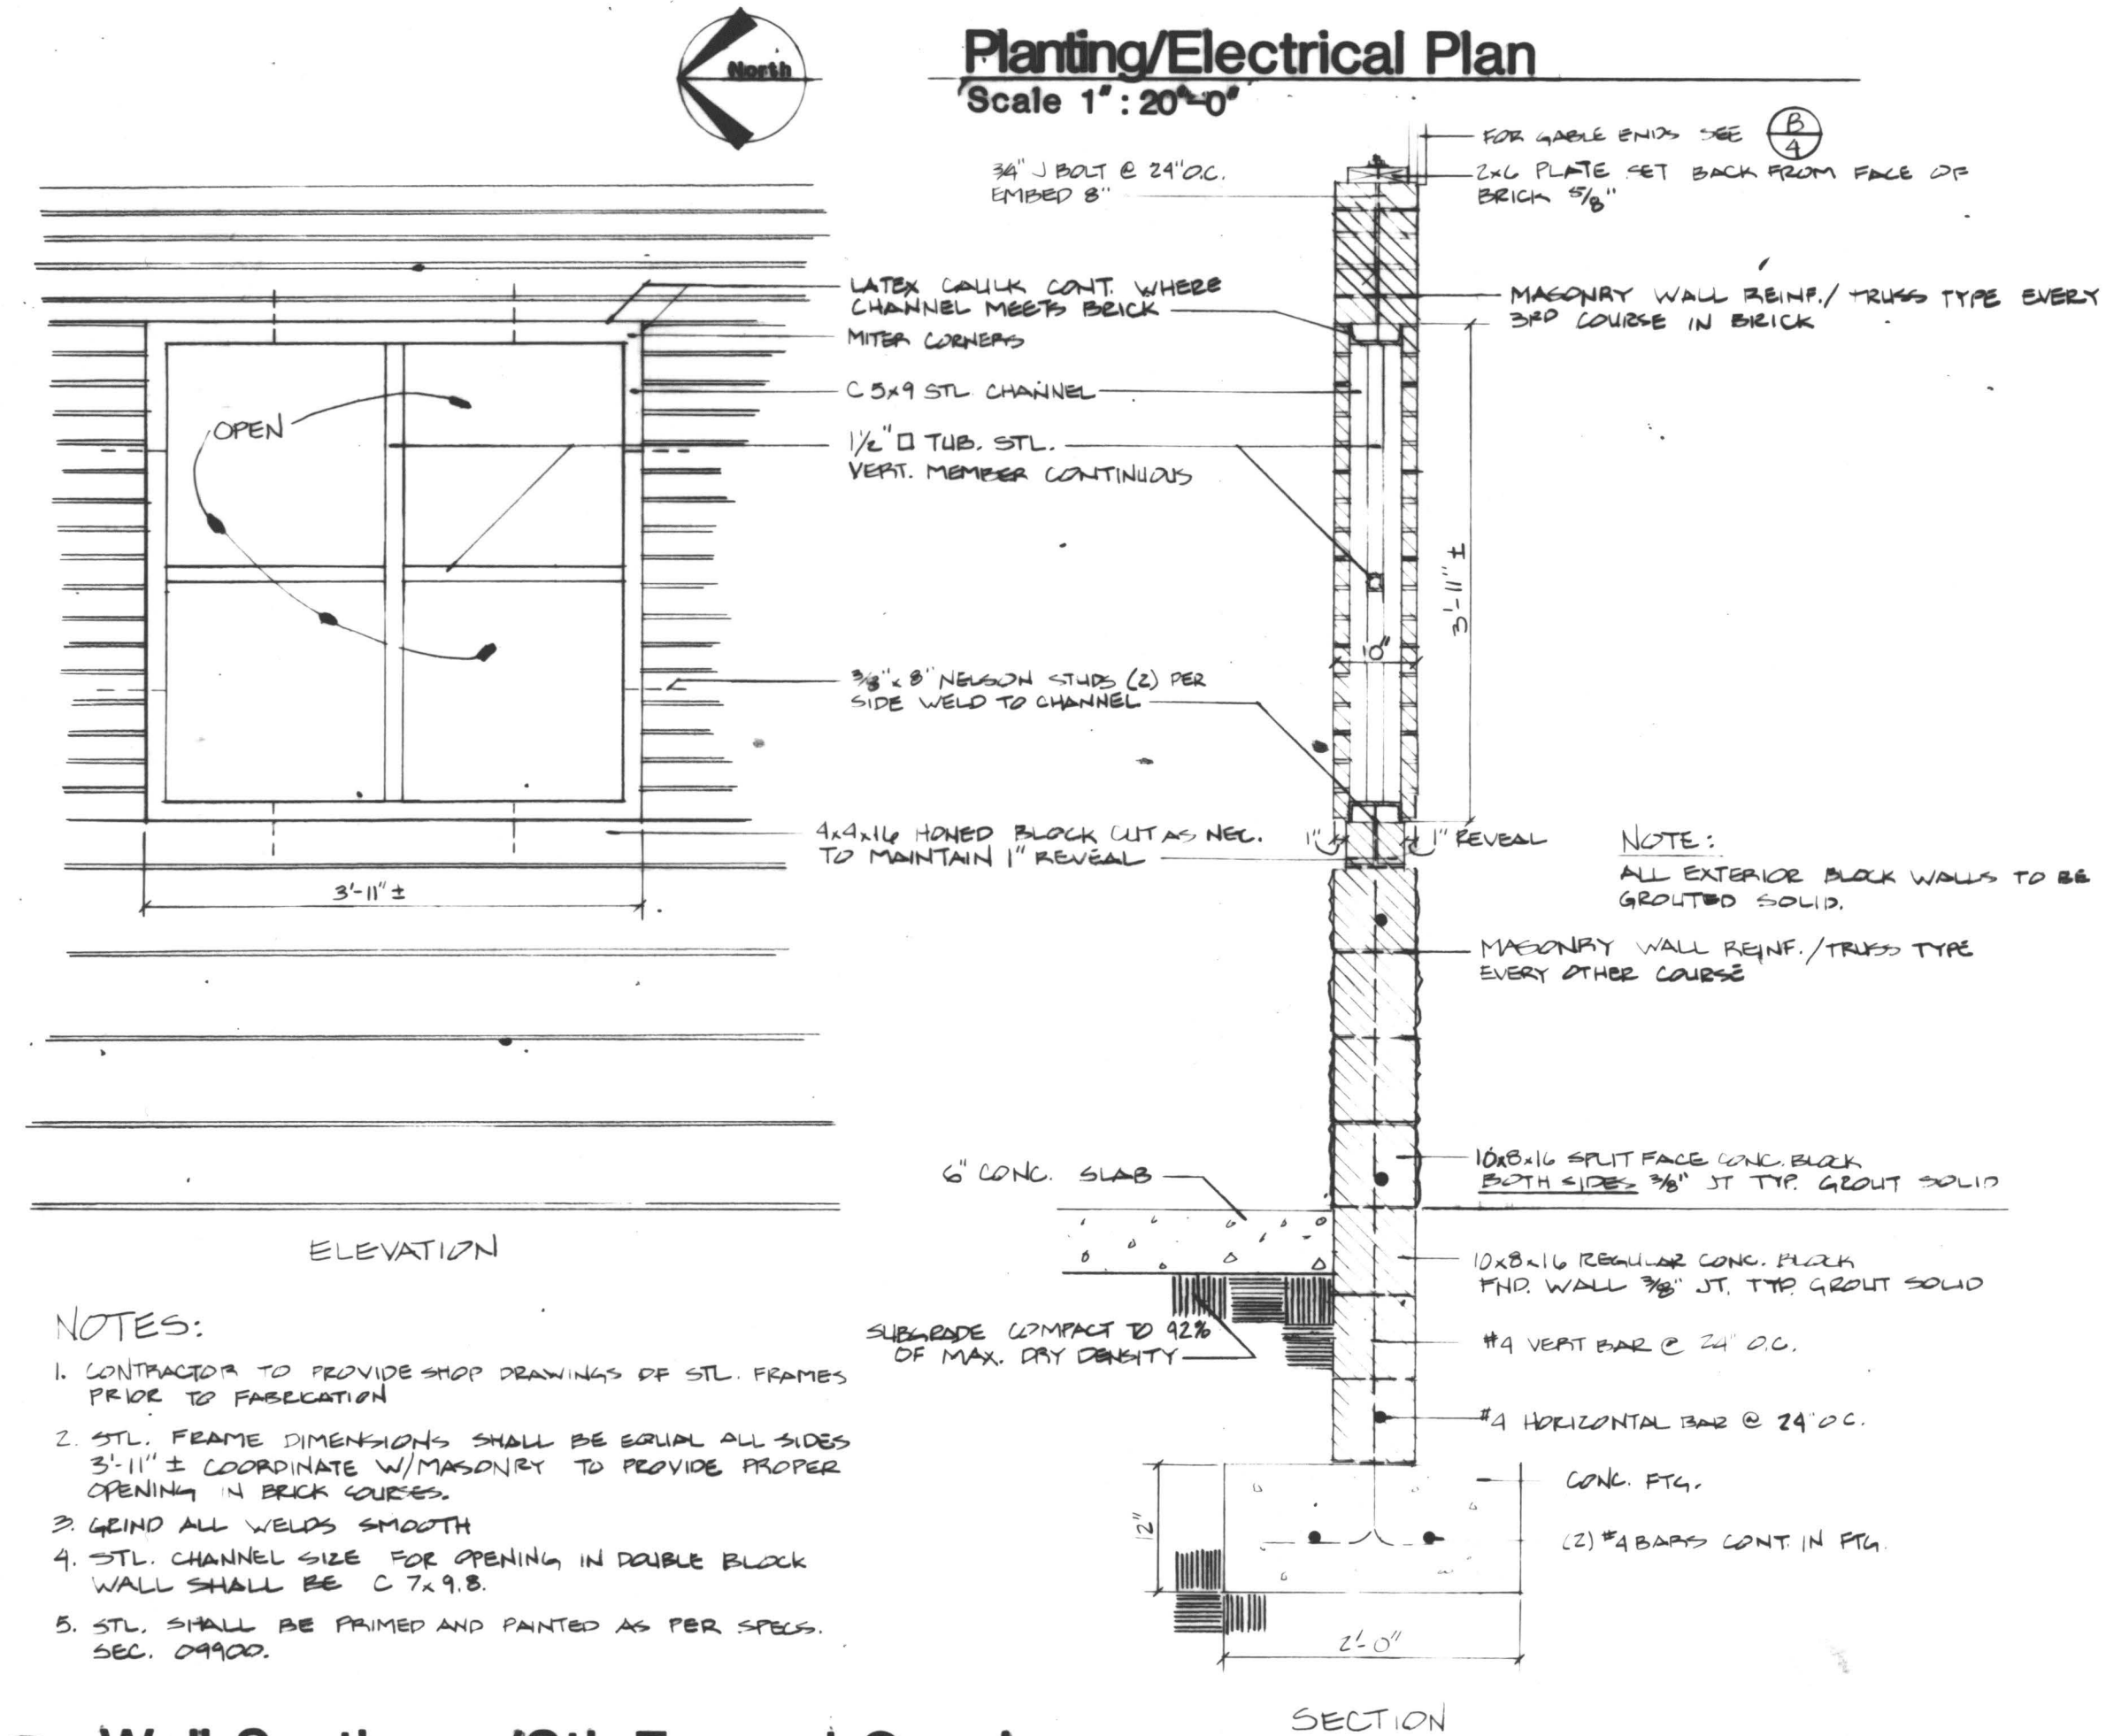 North
Planting/Electrical Plan
Scale 1" : 20'-0"
3/4" J BOLT @ 24" O.C.
EMBED 8"
FOR GABLE ENDS SEE B/4
2x6 PLATE SET BACK FROM FACE OF
BRICK 5/8"
LATEX CAULK CONT. WHERE
CHANNEL MEETS BRICK
MITER CORNERS
MASONRY WALL REINF./ TRUSS TYPE EVERY
3RD COURSE IN BRICK
C 5x9 STL. CHANNEL
OPEN
1 1/2" □ TUB. STL.
VERT. MEMBER CONTINUOUS
3'-11" ±
10"
3/8" x 8" NELSON STUDS (2) PER
SIDE WELD TO CHANNEL
4x4x16 HONED BLOCK CUT AS NEC.
TO MAINTAIN 1" REVEAL
1"
1" REVEAL
3'-11" ±
NOTE:
ALL EXTERIOR BLOCK WALLS TO BE
GROUTED SOLID.
MASONRY WALL REINF./TRUSS TYPE
EVERY OTHER COURSE
6" CONC. SLAB
10x8x16 SPLIT FACE CONC. BLOCK
BOTH SIDES 3/8" JT TYP. GROUT SOLID
10x8x16 REGULAR CONC. BLOCK
FND. WALL 3/8" JT. TYP. GROUT SOLID
SUBGRADE COMPACT TO 92%
OF MAX. DRY DENSITY
#4 VERT BAR @ 24" O.C.
#4 HORIZONTAL BAR @ 24" O.C.
CONC. FTG.
12"
(2) #4 BARS CONT. IN FTG.
2'-0"
SECTION
ELEVATION
NOTES:
1. CONTRACTOR TO PROVIDE SHOP DRAWINGS OF STL. FRAMES
PRIOR TO FABRICATION
2. STL. FRAME DIMENSIONS SHALL BE EQUAL ALL SIDES
3'-11" ± COORDINATE W/MASONRY TO PROVIDE PROPER
OPENING IN BRICK COURSES.
3. GRIND ALL WELDS SMOOTH
4. STL. CHANNEL SIZE FOR OPENING IN DOUBLE BLOCK
WALL SHALL BE C 7x9.8.
5. STL. SHALL BE PRIMED AND PAINTED AS PER SPECS.
SEC. 09900.